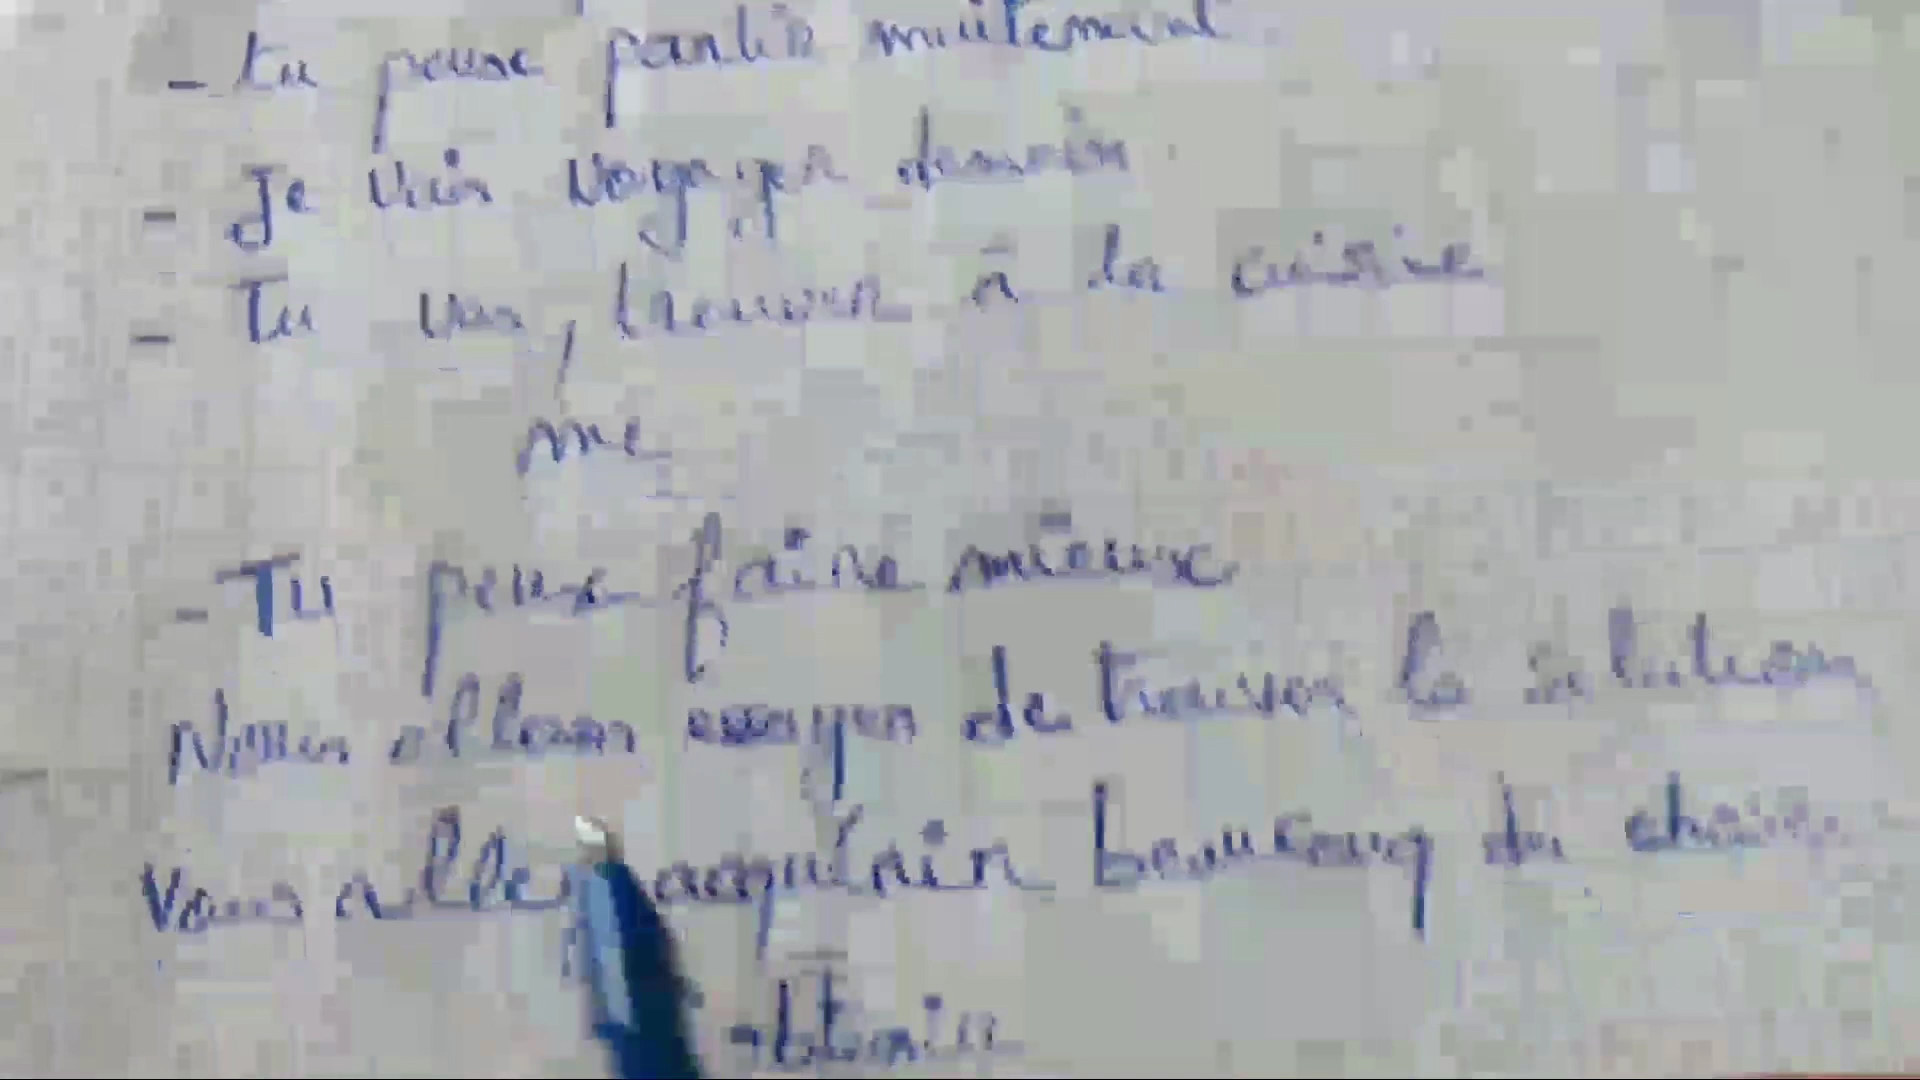 - tu peux partir maintenant
- Je vais voyager demain
- Tu vas, trouver à la cuisine
me
- Tu peux faire mieux
Nous allons essayer de trouver la solution
Vous allez acquérir beaucoup de
obtenir